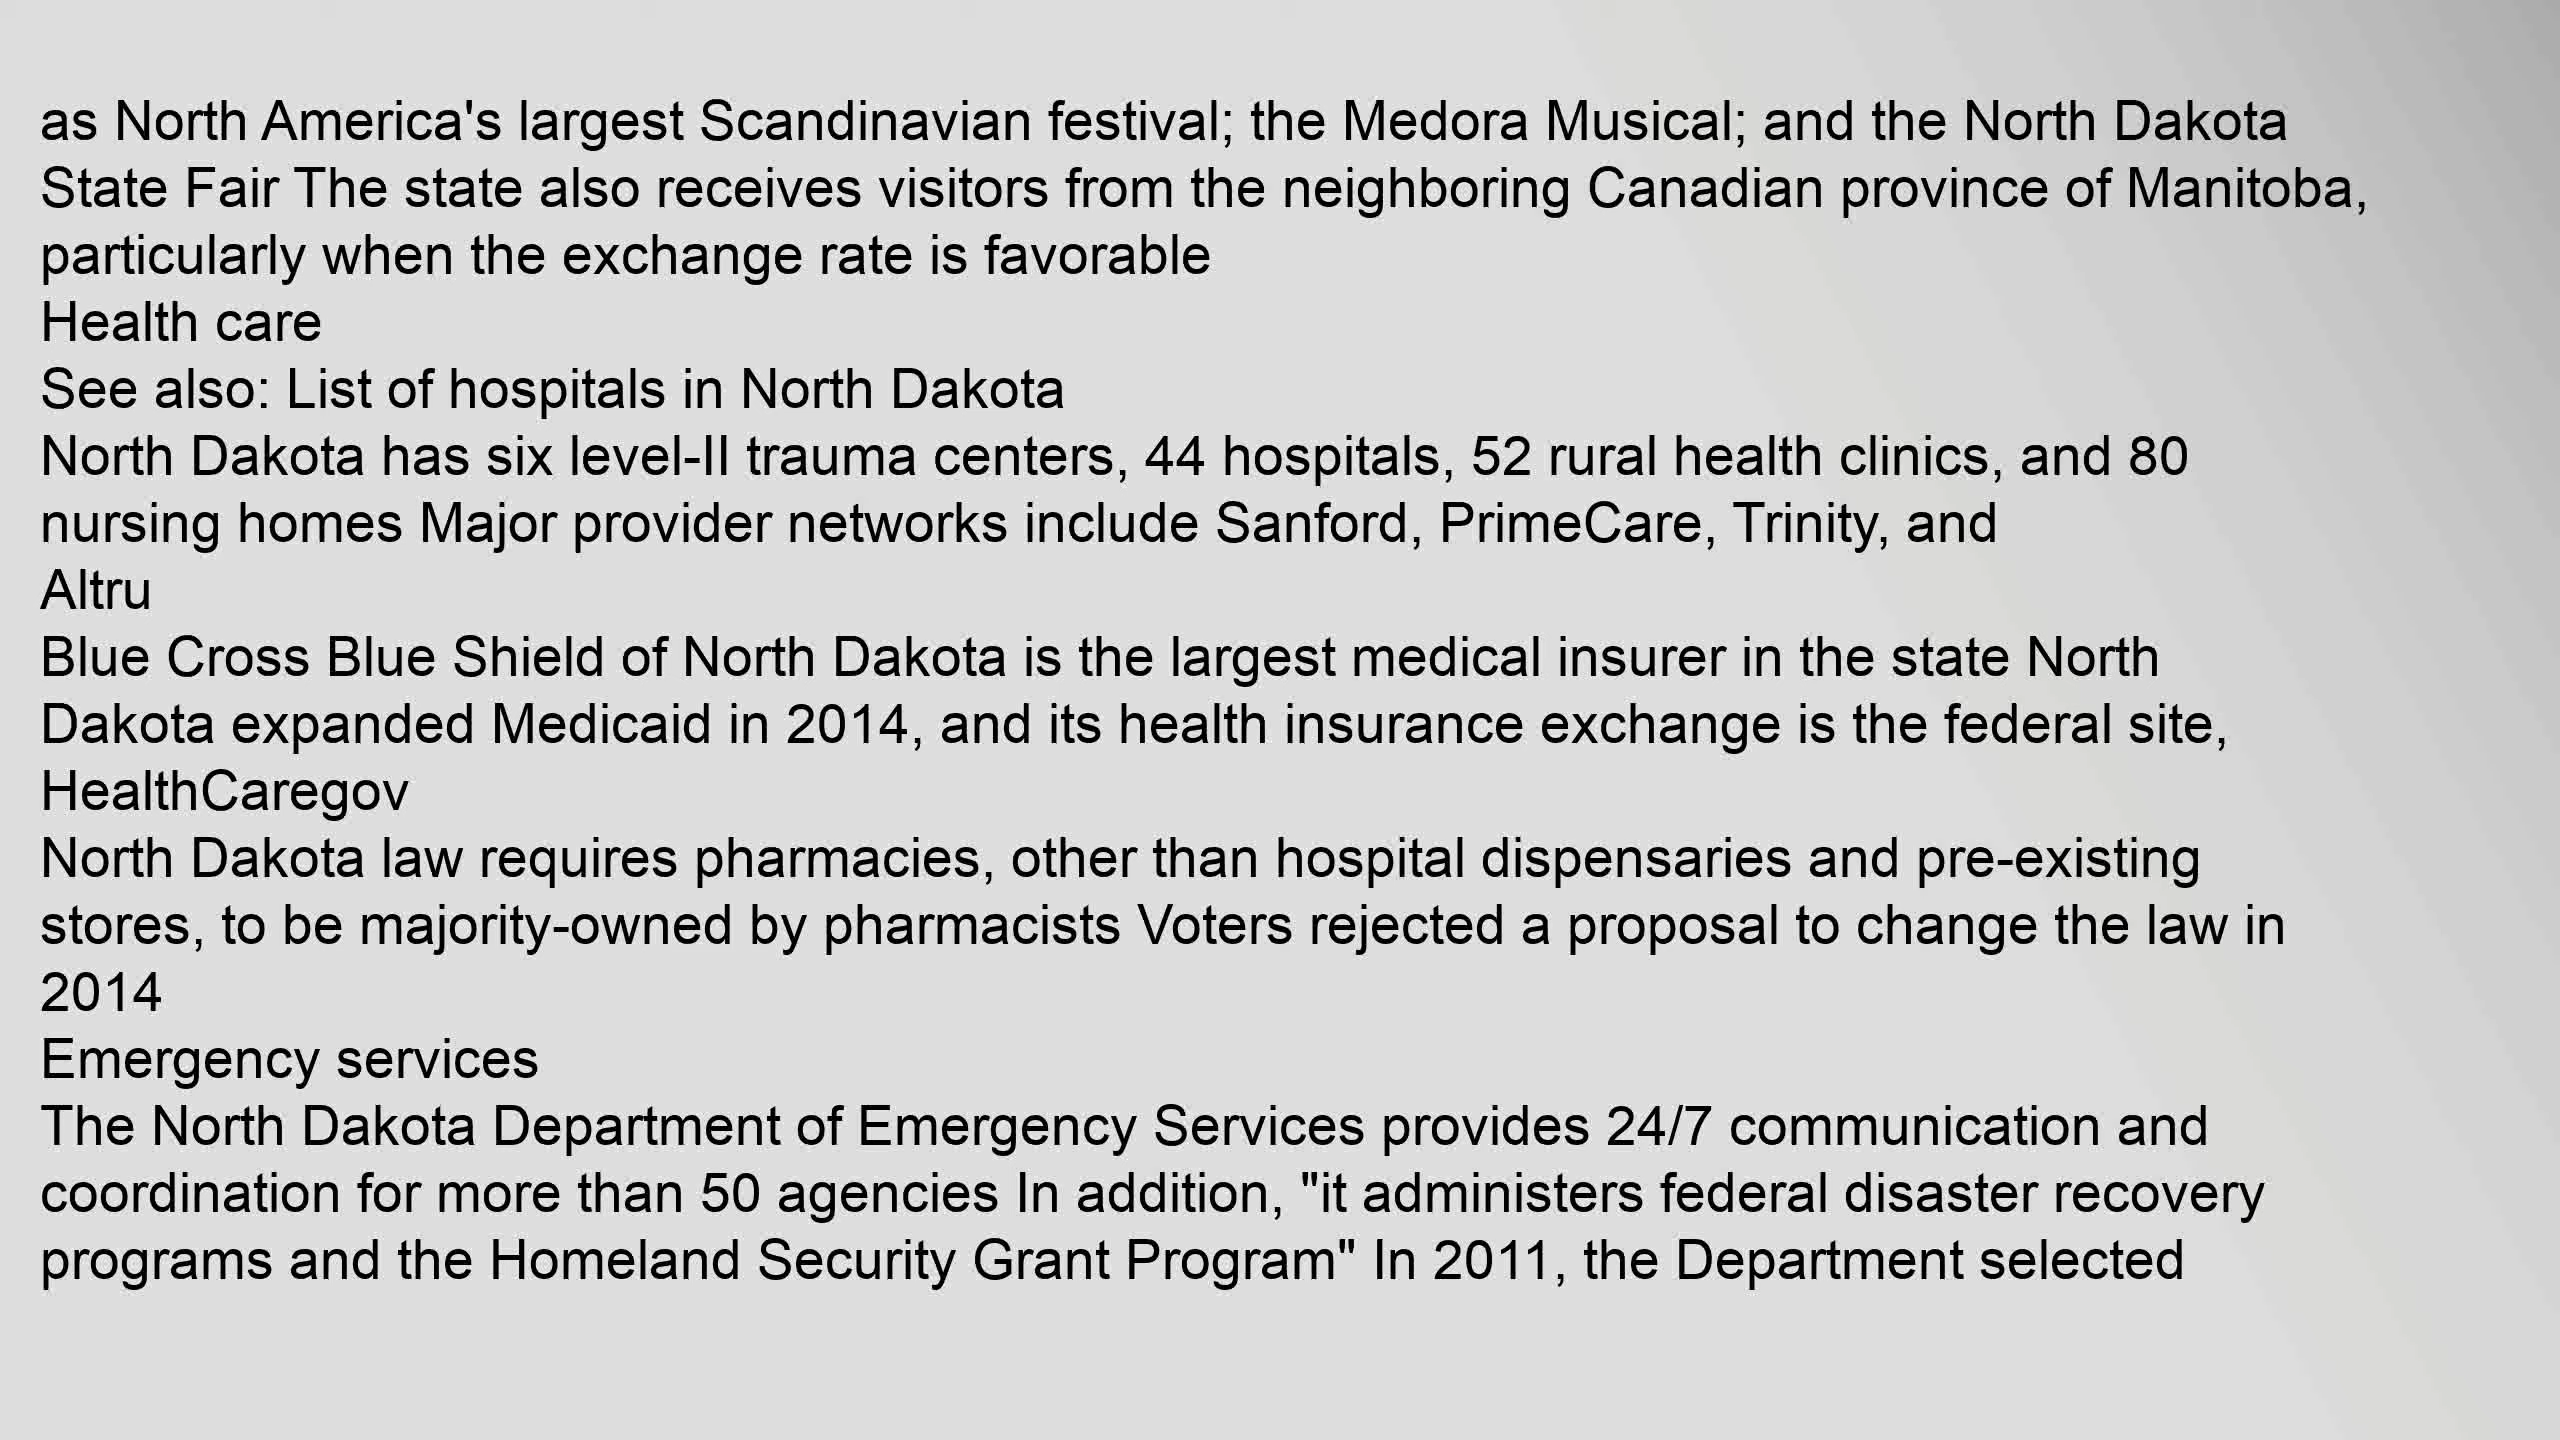 as North America's largest Scandinavian festival; the Medora Musical; and the North Dakota
State Fair The state also receives visitors from the neighboring Canadian province of Manitoba,
particularly when the exchange rate is favorable
Health care
See also: List of hospitals in North Dakota
North Dakota has six level-II trauma centers, 44 hospitals, 52 rural health clinics, and 80
nursing homes Major provider networks include Sanford, PrimeCare, Trinity, and
Altru
Blue Cross Blue Shield of North Dakota is the largest medical insurer in the state North
Dakota expanded Medicaid in 2014, and its health insurance exchange is the federal site,
HealthCaregov
North Dakota law requires pharmacies, other than hospital dispensaries and pre-existing
stores, to be majority-owned by pharmacists Voters rejected a proposal to change the law in
2014
Emergency services
The North Dakota Department of Emergency Services provides 24/7 communication and
coordination for more than 50 agencies In addition, "it administers federal disaster recovery
programs and the Homeland Security Grant Program" In 2011, the Department selected